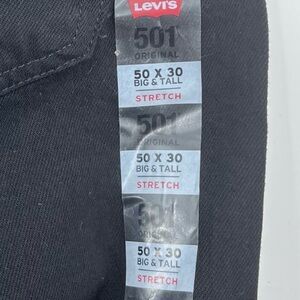 Levi's
501
ORIGINAL
50 X 30
BIG & TALL
STRETCH
501
ORIGINAL
50 X 30
BIG & TALL
STRETCH
501
ORIGINAL
50 X 30
BIG & TALL
STRETCH